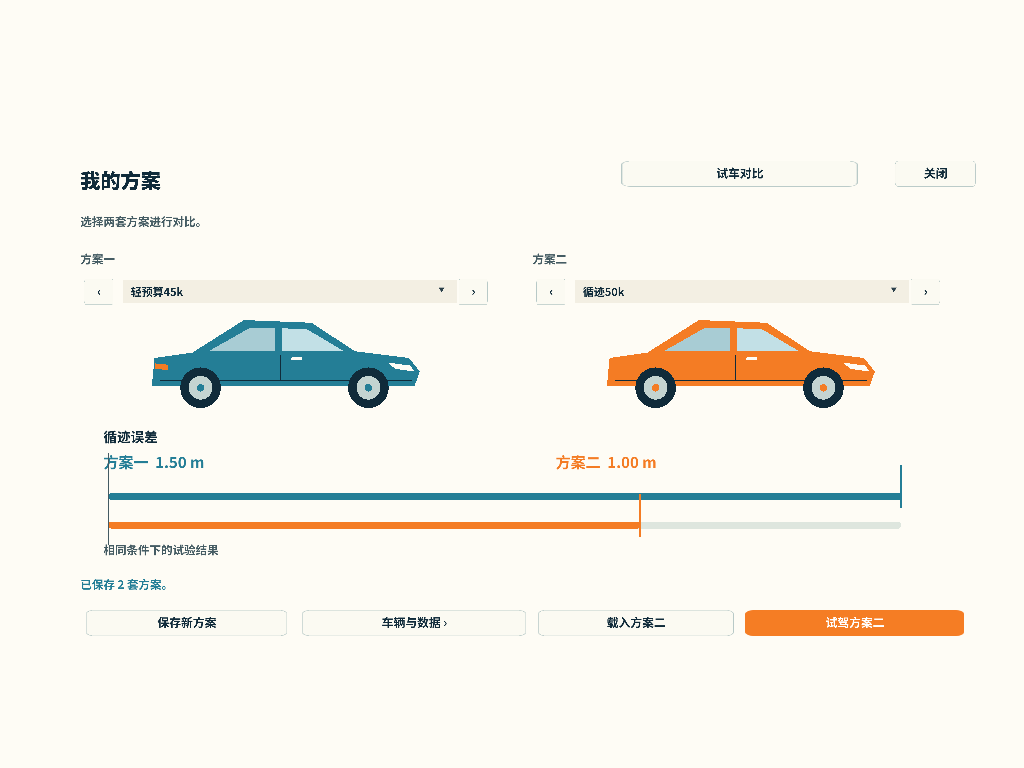 我的方案
试车对比
关闭
选择两套方案进行对比。
方案一
方案二
‹
轻预算45k
▼
›
‹
循迹50k
▼
›
循迹误差
方案一 1.50 m
方案二 1.00 m
相同条件下的试验结果
已保存 2 套方案。
保存新方案
车辆与数据 ›
载入方案二
试驾方案二